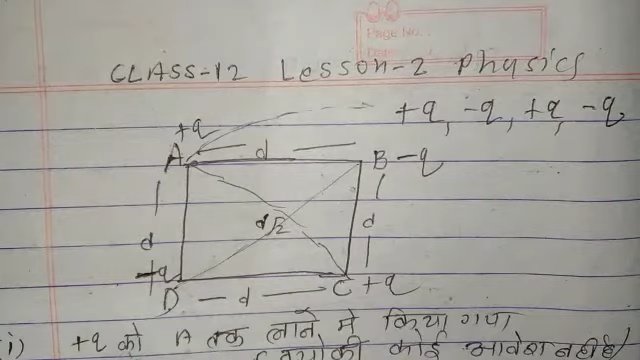 Page No.
CLASS-12 Lesson-2 Physics
+q, -q, +q, -q
+q
A d B -q
d d√2 d
-q
D d C +q
(i) +q को A तक लाने में किया गया
कोई आवेश नहीं है)